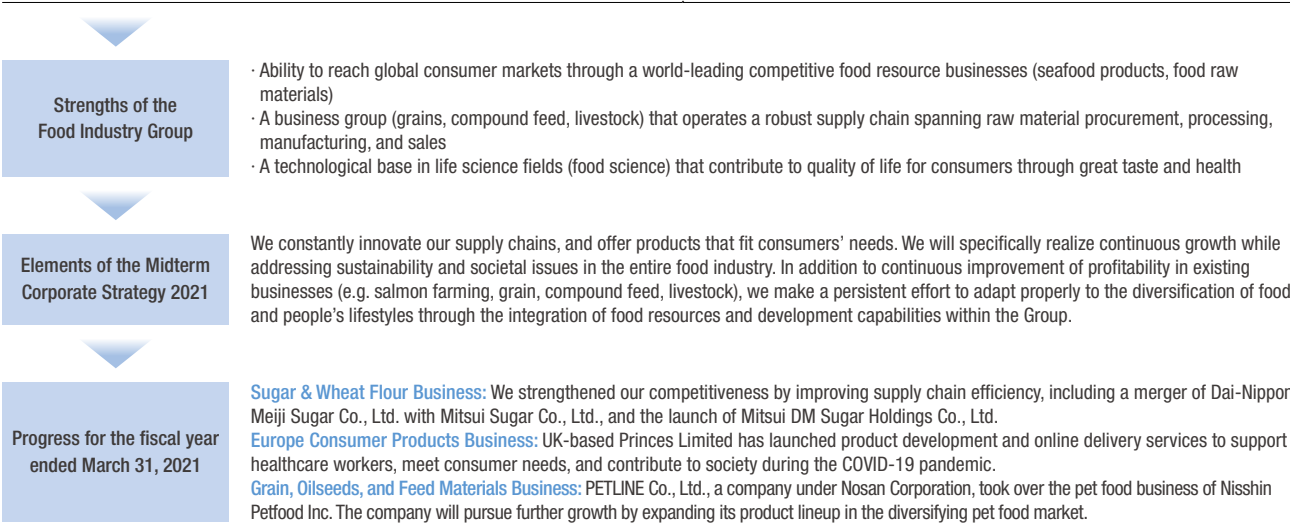 Strengths of the
Food Industry Group
· Ability to reach global consumer markets through a world-leading competitive food resource businesses (seafood products, food raw
materials)
· A business group (grains, compound feed, livestock) that operates a robust supply chain spanning raw material procurement, processing,
manufacturing, and sales
· A technological base in life science fields (food science) that contribute to quality of life for consumers through great taste and health
Elements of the Midterm
Corporate Strategy 2021
We constantly innovate our supply chains, and offer products that fit consumers’ needs. We will specifically realize continuous growth while
addressing sustainability and societal issues in the entire food industry. In addition to continuous improvement of profitability in existing
businesses (e.g. salmon farming, grain, compound feed, livestock), we make a persistent effort to adapt properly to the diversification of food
and people’s lifestyles through the integration of food resources and development capabilities within the Group.
Progress for the fiscal year
ended March 31, 2021
Sugar & Wheat Flour Business: We strengthened our competitiveness by improving supply chain efficiency, including a merger of Dai-Nippon
Meiji Sugar Co., Ltd. with Mitsui Sugar Co., Ltd., and the launch of Mitsui DM Sugar Holdings Co., Ltd.
Europe Consumer Products Business: UK-based Princes Limited has launched product development and online delivery services to support
healthcare workers, meet consumer needs, and contribute to society during the COVID-19 pandemic.
Grain, Oilseeds, and Feed Materials Business: PETLINE Co., Ltd., a company under Nosan Corporation, took over the pet food business of Nisshin
Petfood Inc. The company will pursue further growth by expanding its product lineup in the diversifying pet food market.